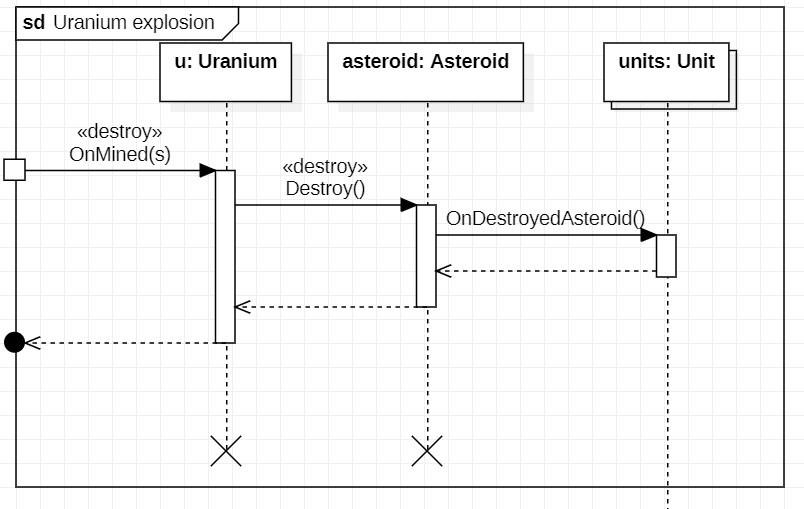 sd Uranium explosion
u: Uranium
asteroid: Asteroid
units: Unit
«destroy»
OnMined(s)
«destroy»
Destroy()
OnDestroyedAsteroid()